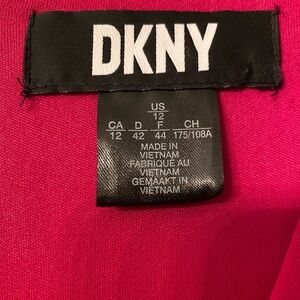 DKNY
US
12
CA D F CH
12 42 44 175/108A
MADE IN
VIETNAM
FABRIQUÉ AU
VIETNAM
GEMAAKT IN
VIETNAM